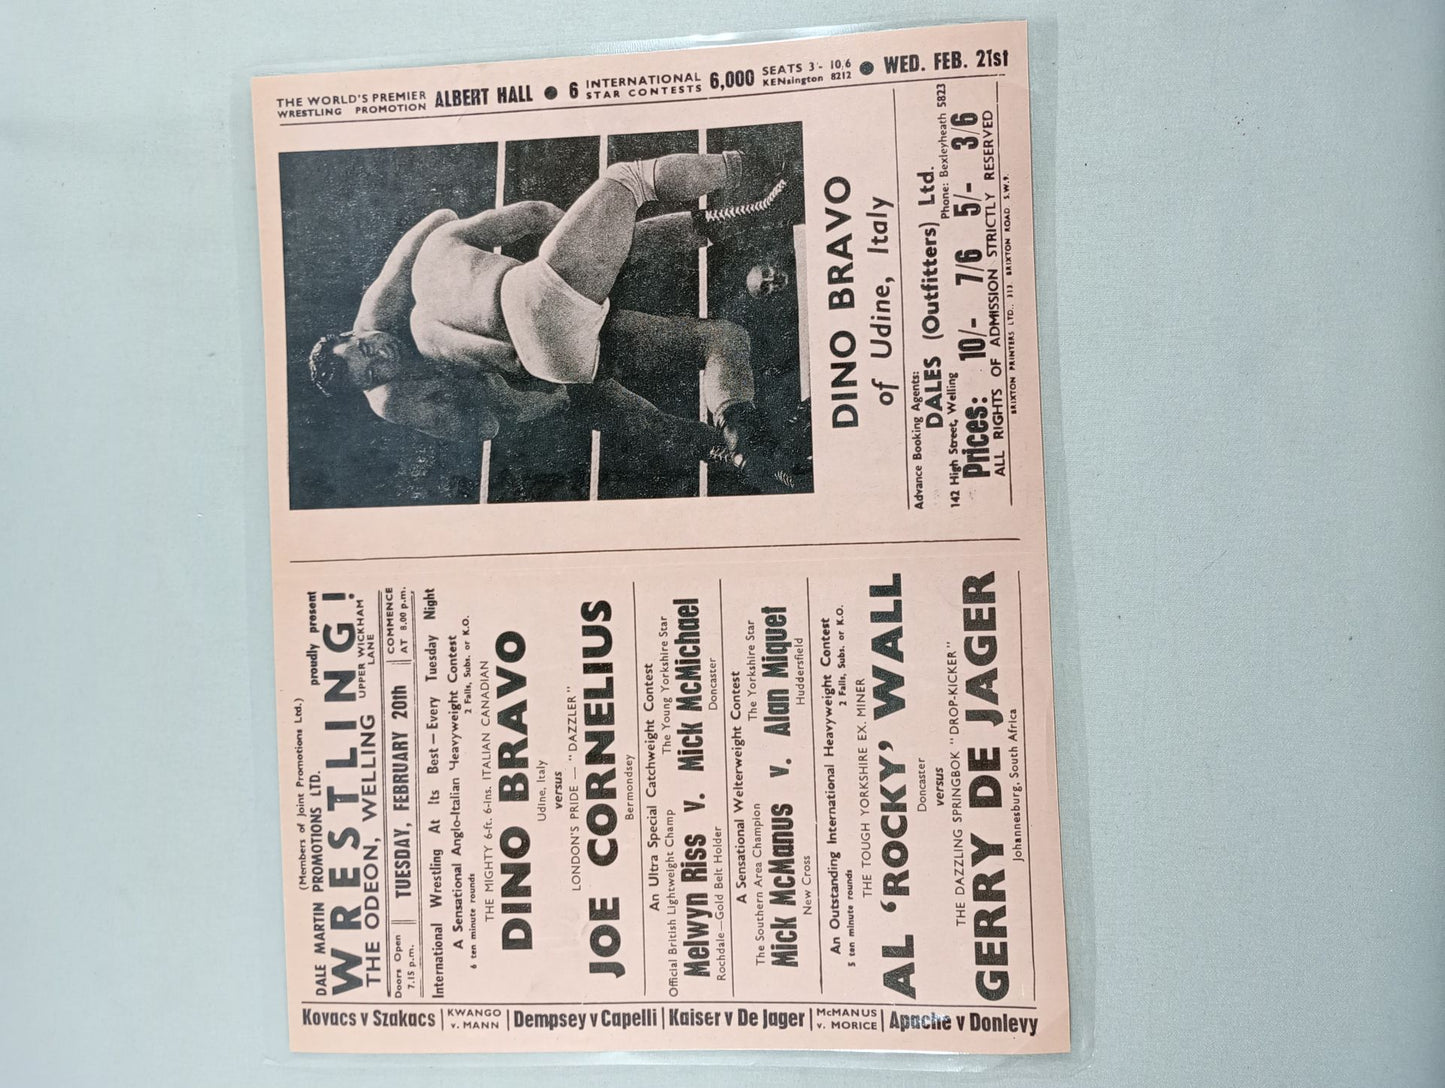 THE WORLD'S PREMIER WRESTLING PROMOTION ALBERT HALL ● 6 INTERNATIONAL STAR CONTESTS 6,000 SEATS 3'- 10/6 KENsington 8212 ● WED. FEB. 21st
Kovacs v Szakacs | KWANGO v. MANN | Dempsey v Capelli | Kaiser v De Jager | McMANUS v. MORICE | Apache v Donlevy
(Members of Joint Promotions Ltd.)
DALE MARTIN PROMOTIONS LTD. proudly present
WRESTLING!
THE ODEON, WELLING UPPER WICKHAM LANE
Doors Open 7.15 p.m. TUESDAY, FEBRUARY 20th COMMENCE AT 8.00 p.m.
International Wrestling At Its Best — Every Tuesday Night
A Sensational Anglo-Italian Heavyweight Contest
6 ten minute rounds 2 Falls, Subs. or K.O.
THE MIGHTY 6-ft. 6-ins. ITALIAN CANADIAN
DINO BRAVO
Udine, Italy
versus
LONDON'S PRIDE — "DAZZLER"
JOE CORNELIUS
Bermondsey
An Ultra Special Catchweight Contest
Official British Lightweight Champ The Young Yorkshire Star
Melwyn Riss v. Mick McMichael
Rochdale—Gold Belt Holder Doncaster
A Sensational Welterweight Contest
The Southern Area Champion The Yorkshire Star
Mick McManus v. Alan Miquet
New Cross Huddersfield
An Outstanding International Heavyweight Contest
5 ten minute rounds 2 Falls, Subs. or K.O.
THE TOUGH YORKSHIRE EX. MINER
AL 'ROCKY' WALL
Doncaster
versus
THE DAZZLING SPRINGBOK "DROP-KICKER"
GERRY DE JAGER
Johannesburg, South Africa
DINO BRAVO
of Udine, Italy
Advance Booking Agents:
DALES (Outfitters) Ltd.
142 High Street, Welling Phone: Bexleyheath 5823
Prices: 10/- 7/6 5/- 3/6
ALL RIGHTS OF ADMISSION STRICTLY RESERVED
BRIXTON PRINTERS LTD., 313, BRIXTON ROAD. S.W.9.